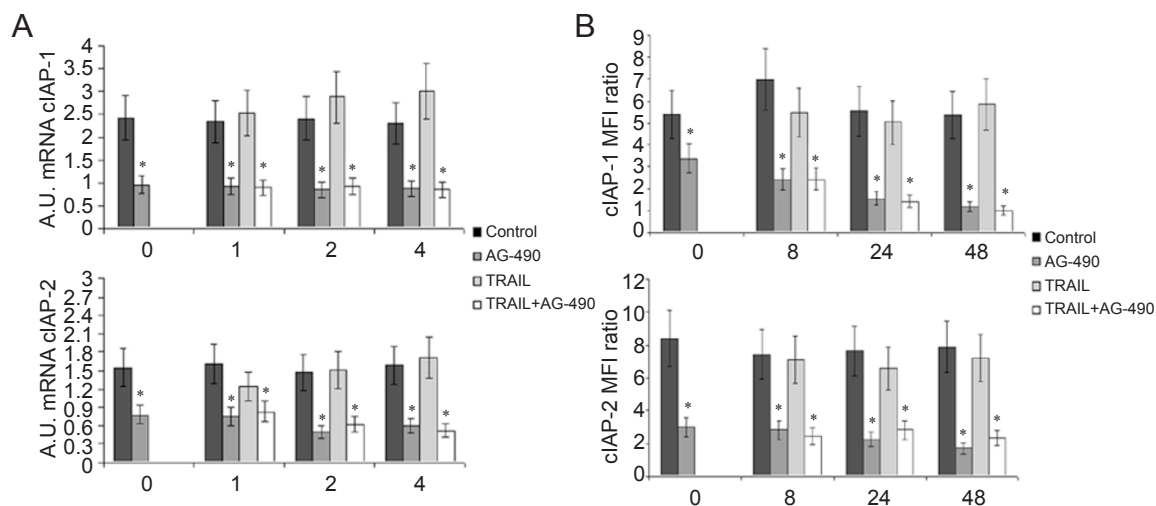 A
A.U. mRNA cIAP-1
4
3.5
3
2.5
2
1.5
1
0.5
0
*
* *
* *
* *
0 1 2 4
Control
AG-490
TRAIL
TRAIL+AG-490
A.U. mRNA cIAP-2
3
2.7
2.4
2.1
1.8
1.5
1.2
0.9
0.6
0.3
0
*
* *
* *
* *
0 1 2 4
B
cIAP-1 MFI ratio
9
8
7
6
5
4
3
2
1
0
*
* *
* *
* *
0 8 24 48
Control
AG-490
TRAIL
TRAIL+AG-490
cIAP-2 MFI ratio
12
10
8
6
4
2
0
*
* *
* *
* *
0 8 24 48